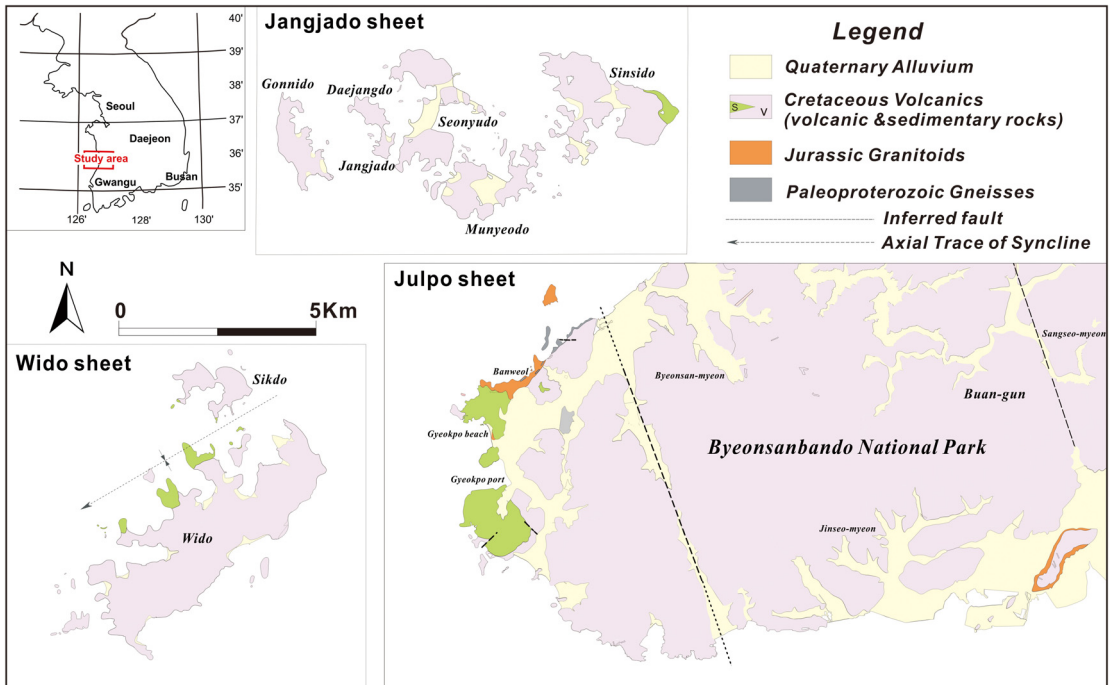 40'
39'
38'
37'
36'
35'
126'
128'
130'
Seoul
Daejeon
Study area
Gwangu
Busan
Jangjado sheet
Gonnido
Daejangdo
Sinsido
Seonyudo
Jangjado
Munyeodo
Legend
Quaternary Alluvium
S
V
Cretaceous Volcanics
(volcanic &sedimentary rocks)
Jurassic Granitoids
Paleoproterozoic Gneisses
Inferred fault
Axial Trace of Syncline
N
0
5Km
Wido sheet
Sikdo
Wido
Julpo sheet
Banweol
Byeonsan-myeon
Sangseo-myeon
Buan-gun
Gyeokpo beach
Byeonsanbando National Park
Gyeokpo port
Jinseo-myeon